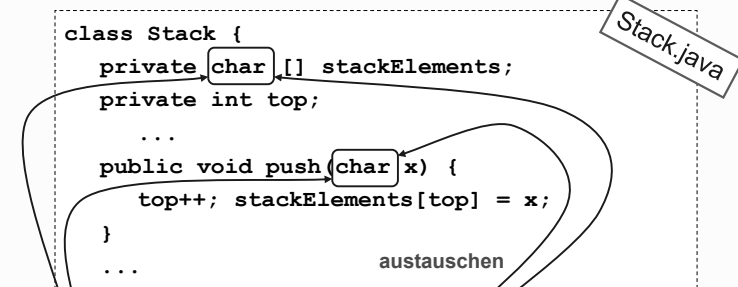 Stack.java
class Stack {
private char [] stackElements;
private int top;
...
public void push(char x) {
top++; stackElements[top] = x;
}
...
austauschen